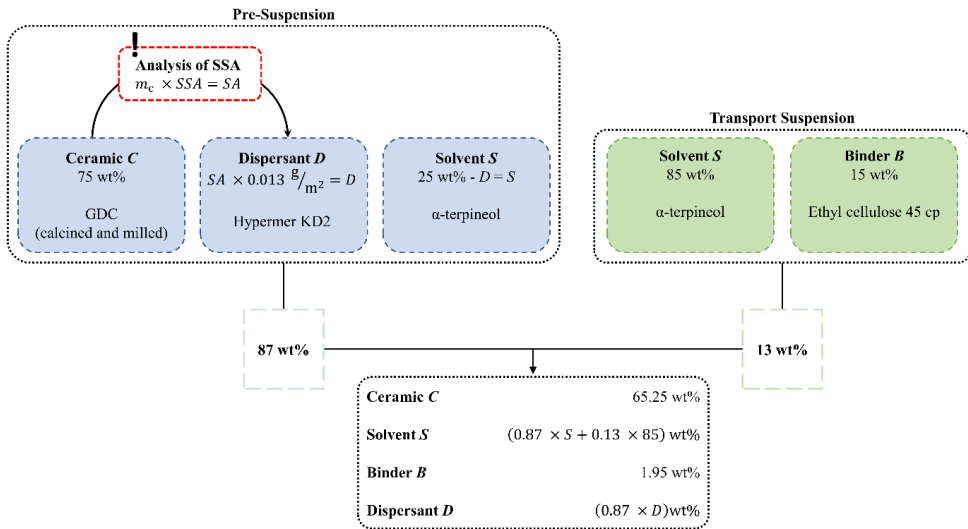 Pre-Suspension
!
Analysis of SSA
m_c × SSA = SA
Ceramic C
75 wt%
GDC
(calcined and milled)
Dispersant D
SA × 0.013 g/m² = D
Hypermer KD2
Solvent S
25 wt% - D = S
α-terpineol
Transport Suspension
Solvent S
85 wt%
α-terpineol
Binder B
15 wt%
Ethyl cellulose 45 cp
87 wt%
13 wt%
Ceramic C 65.25 wt%
Solvent S (0.87 × S + 0.13 × 85) wt%
Binder B 1.95 wt%
Dispersant D (0.87 × D)wt%